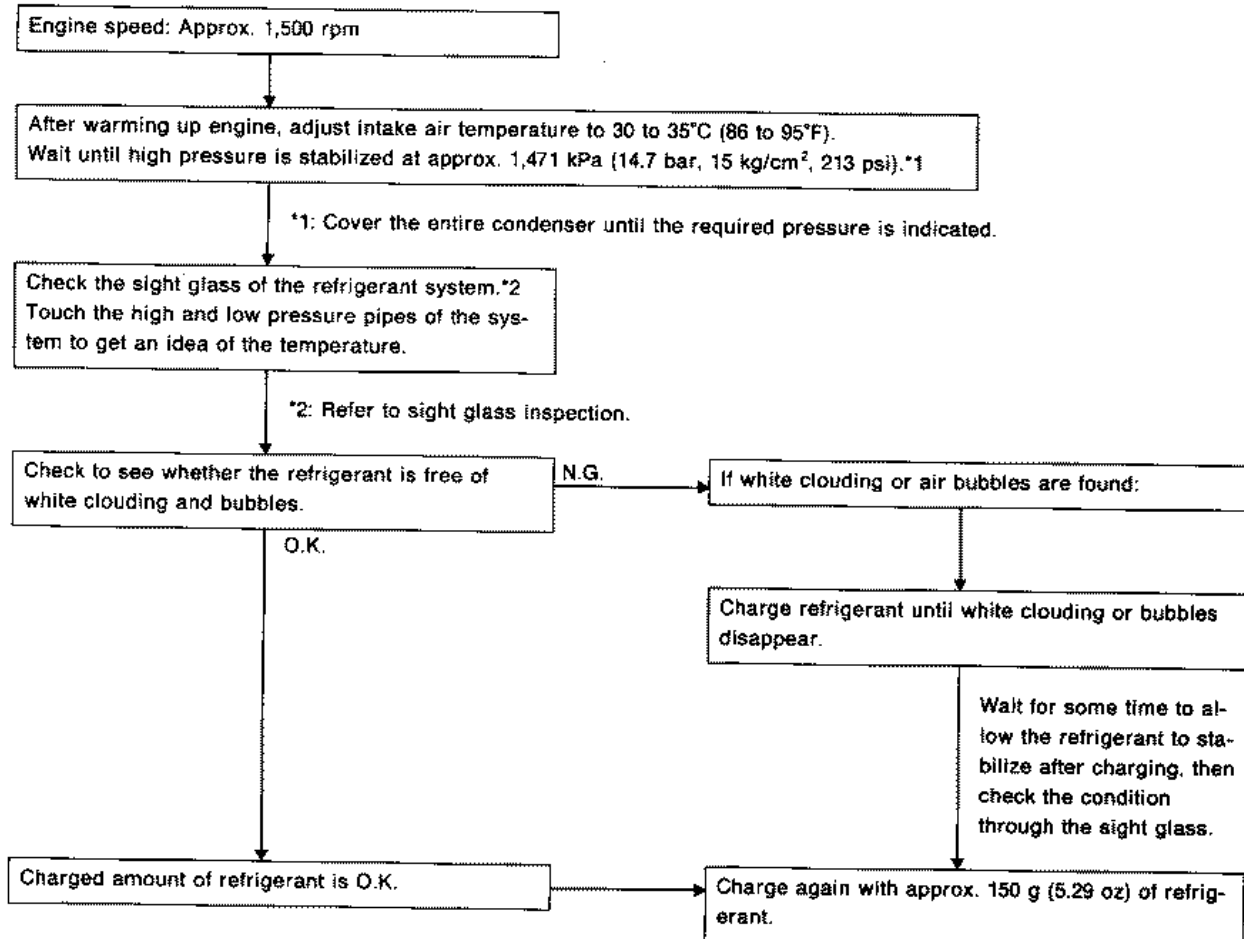 Engine speed: Approx. 1,500 rpm
After warming up engine, adjust intake air temperature to 30 to 35°C (86 to 95°F).
Wait until high pressure is stabilized at approx. 1,471 kPa (14.7 bar, 15 kg/cm², 213 psi).*1
*1: Cover the entire condenser until the required pressure is indicated.
Check the sight glass of the refrigerant system.*2
Touch the high and low pressure pipes of the sys-
tem to get an idea of the temperature.
*2: Refer to sight glass inspection.
Check to see whether the refrigerant is free of
white clouding and bubbles.
N.G.
If white clouding or air bubbles are found:
O.K.
Charge refrigerant until white clouding or bubbles
disappear.
Wait for some time to al-
low the refrigerant to sta-
bilize after charging, then
check the condition
through the sight glass.
Charged amount of refrigerant is O.K.
Charge again with approx. 150 g (5.29 oz) of refrig-
erant.